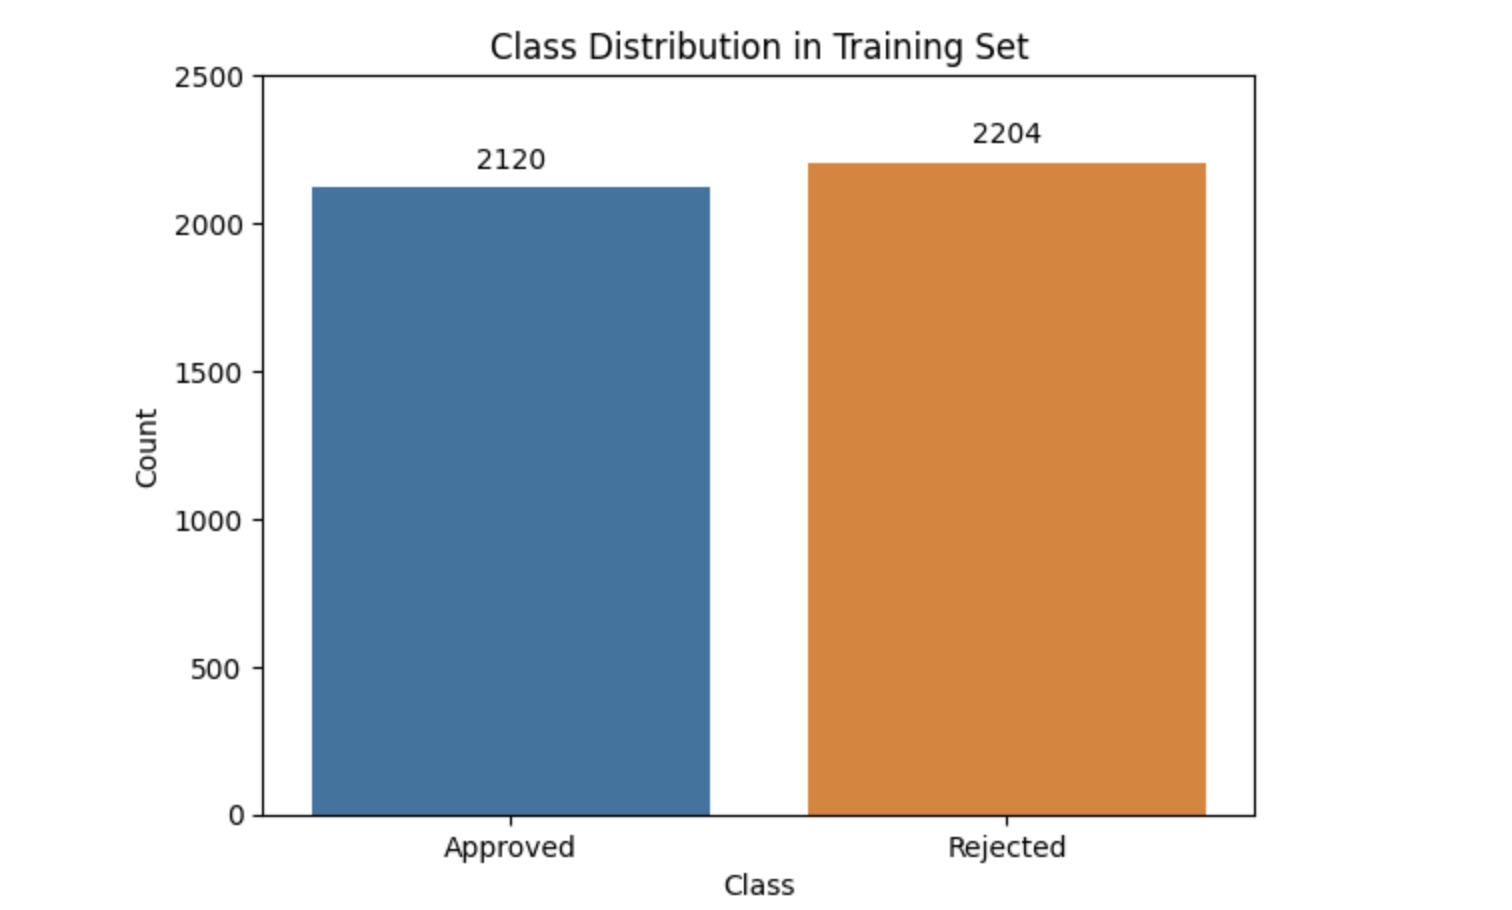 Class Distribution in Training Set
2500
2000
1500
1000
500
0
Count
2120
2204
Approved
Rejected
Class